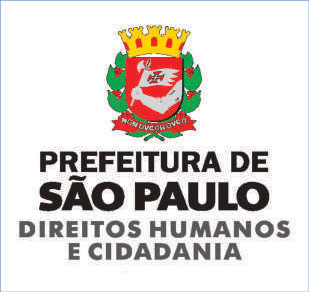 NON DVCOR DVCO
PREFEITURA DE
SÃO PAULO
DIREITOS HUMANOS
E CIDADANIA